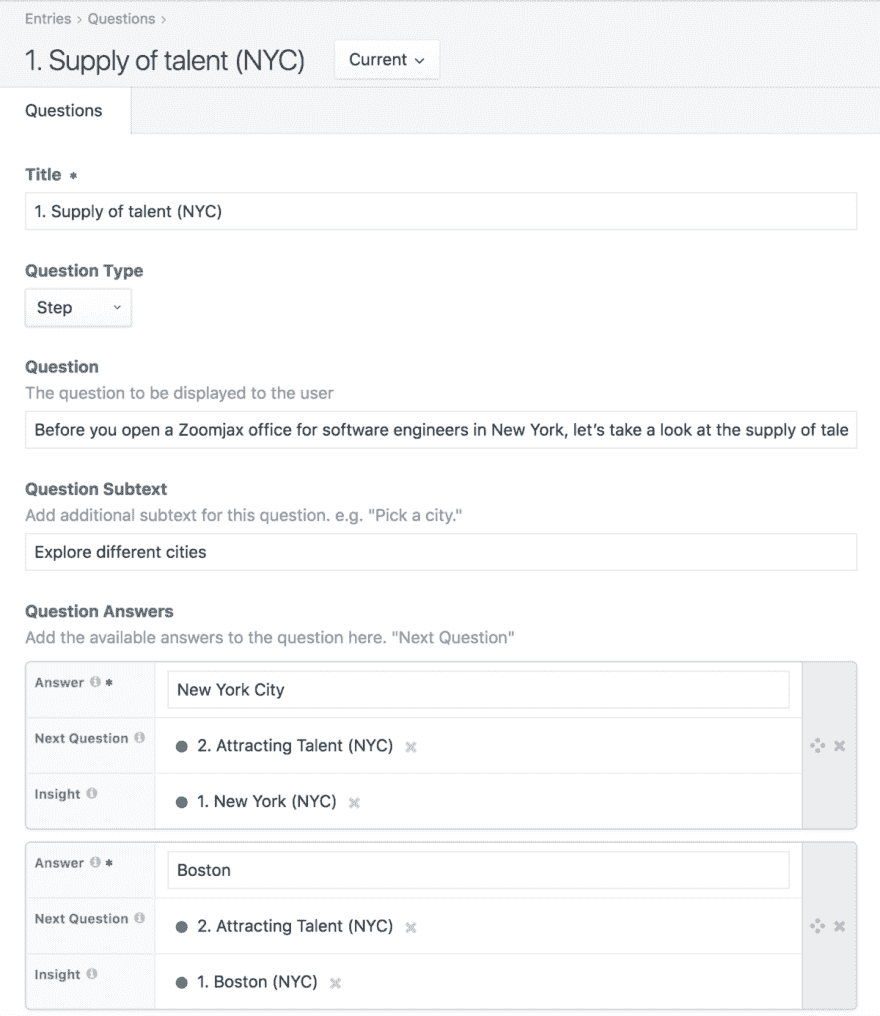 Entries › Questions ›
1. Supply of talent (NYC) Current
Questions
Title *
1. Supply of talent (NYC)
Question Type
Step
Question
The question to be displayed to the user
Before you open a Zoomjax office for software engineers in New York, let’s take a look at the supply of tale
Question Subtext
Add additional subtext for this question. e.g. "Pick a city."
Explore different cities
Question Answers
Add the available answers to the question here. "Next Question"
Answer * New York City
Next Question 2. Attracting Talent (NYC)
Insight 1. New York (NYC)
Answer * Boston
Next Question 2. Attracting Talent (NYC)
Insight 1. Boston (NYC)